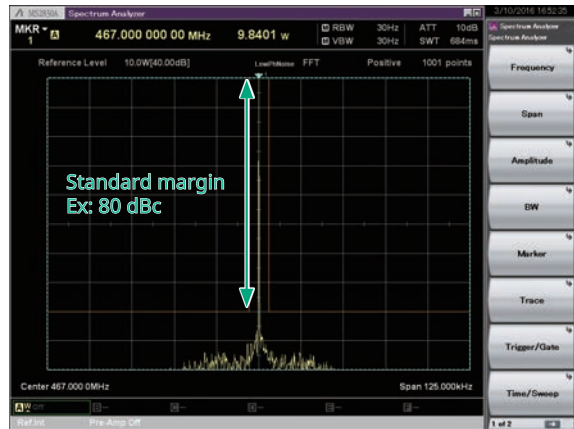 MS2850A Spectrum Analyzer
3/10/2016 16:52:35
MKR 1 A 467.000 000 00 MHz 9.8401 w
RBW 30Hz ATT 10dB
VBW 30Hz SWT 684ms
Spectrum Analyzer
Spectrum Analyzer
Reference Level 10.0W[40.00dB] LowPhNoise FFT Positive 1001 points
Frequency
Span
Amplitude
BW
Marker
Trace
Trigger/Gate
Time/Sweep
1 of 2
1
Standard margin
Ex: 80 dBc
Center 467.000 0MHz Span 125.000kHz
Ref.Int Pre-Amp Off